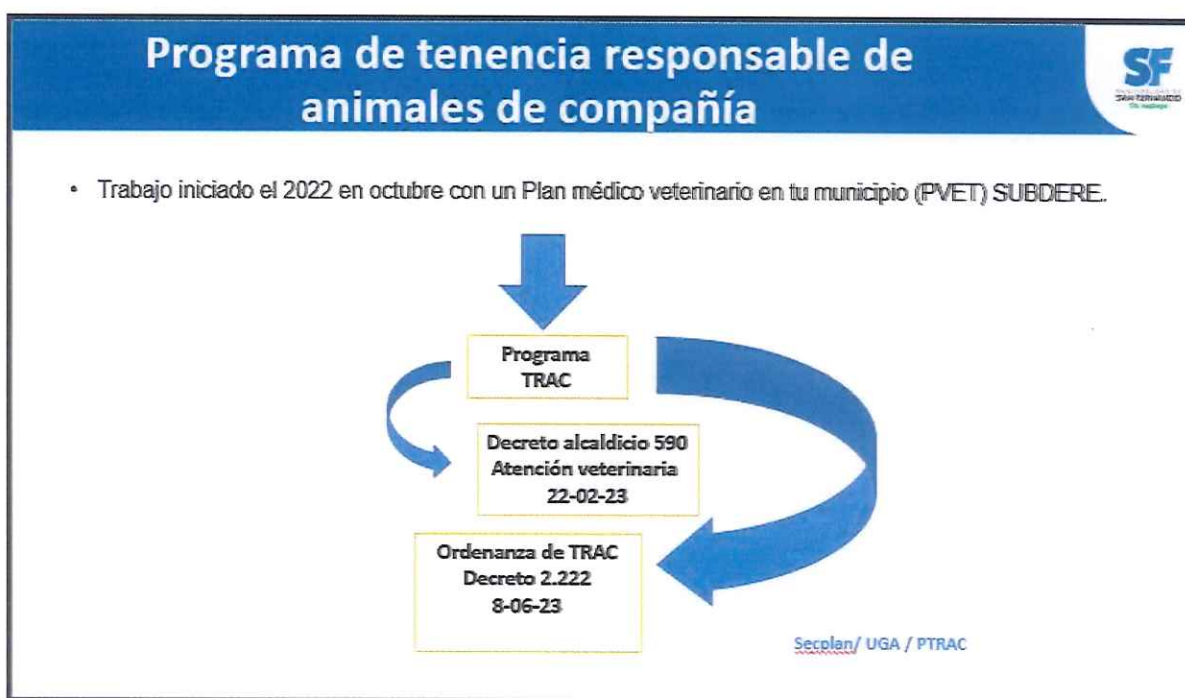 Programa de tenencia responsable de
animales de compañía
SF
SAN FERNANDO
• Trabajo iniciado el 2022 en octubre con un Plan médico veterinario en tu municipio (PVET) SUBDERE.
Programa
TRAC
Decreto alcaldicio 590
Atención veterinaria
22-02-23
Ordenanza de TRAC
Decreto 2.222
8-06-23
Secplan/ UGA / PTRAC